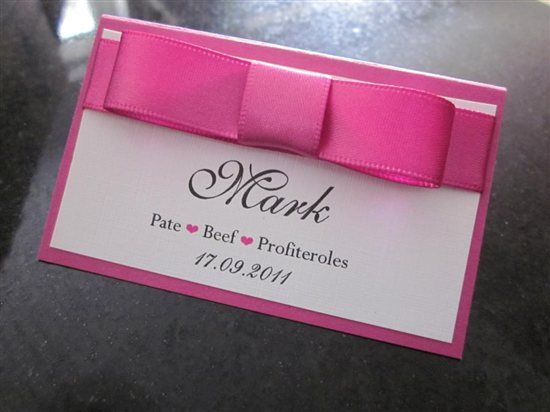 Mark
Pate ❤ Beef ❤ Profiteroles
17.09.2011